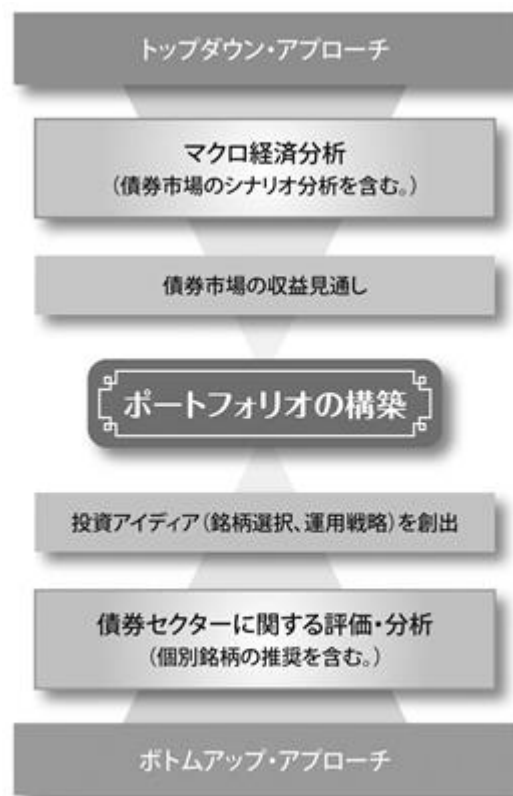 トップダウン・アプローチ
マクロ経済分析
(債券市場のシナリオ分析を含む。)
債券市場の収益見通し
ポートフォリオの構築
投資アイディア(銘柄選択、運用戦略)を創出
債券セクターに関する評価・分析
(個別銘柄の推奨を含む。)
ボトムアップ・アプローチ